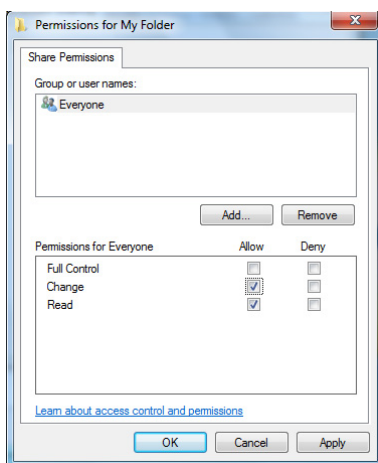 Permissions for My Folder
Share Permissions
Group or user names:
Everyone
Add... Remove
Permissions for Everyone Allow Deny
Full Control
Change
Read
Learn about access control and permissions
OK Cancel Apply